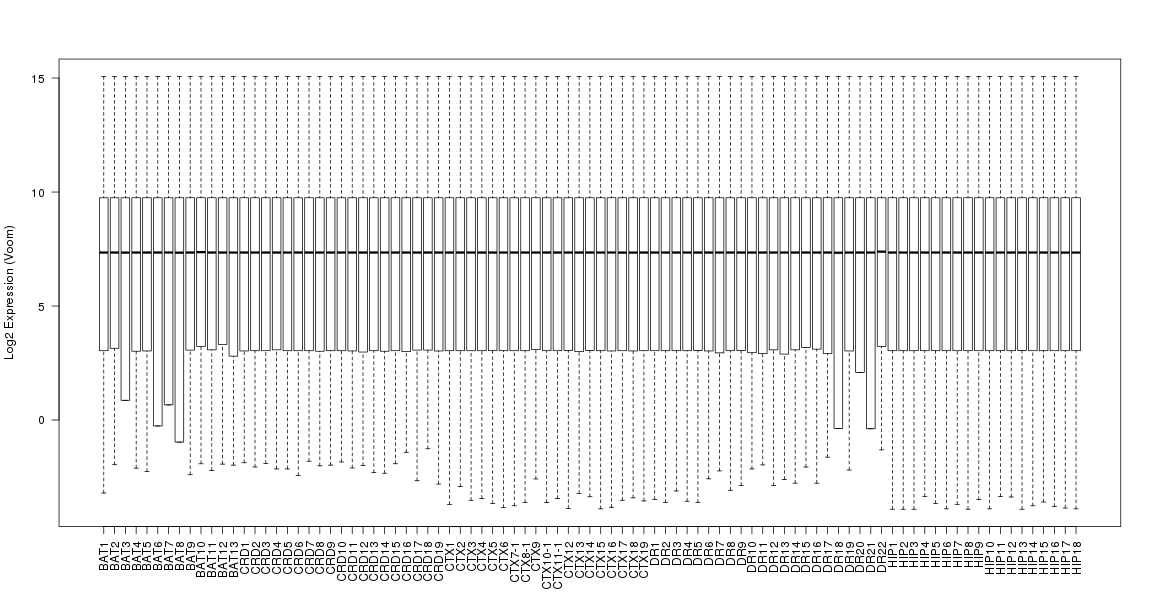 Log2 Expression (Voom)
15
10
5
0
BAT1
BAT2
BAT3
BAT4
BAT5
BAT6
BAT7
BAT8
BAT9
BAT10
BAT11
BAT12
BAT13
CRD1
CRD2
CRD3
CRD4
CRD5
CRD6
CRD7
CRD8
CRD9
CRD10
CRD11
CRD12
CRD13
CRD14
CRD15
CRD16
CRD17
CRD18
CRD19
CTX1
CTX2
CTX3
CTX4
CTX5
CTX6
CTX7-1
CTX8-1
CTX9
CTX10-1
CTX11-1
CTX12
CTX13
CTX14
CTX15
CTX16
CTX17
CTX18
CTX19
DR1
DR2
DR3
DR4
DR5
DR6
DR7
DR8
DR9
DR10
DR11
DR12
DR13
DR14
DR15
DR16
DR17
DR18
DR19
DR20
DR21
DR22
HIP1
HIP2
HIP3
HIP4
HIP5
HIP6
HIP7
HIP8
HIP9
HIP10
HIP11
HIP12
HIP13
HIP14
HIP15
HIP16
HIP17
HIP18